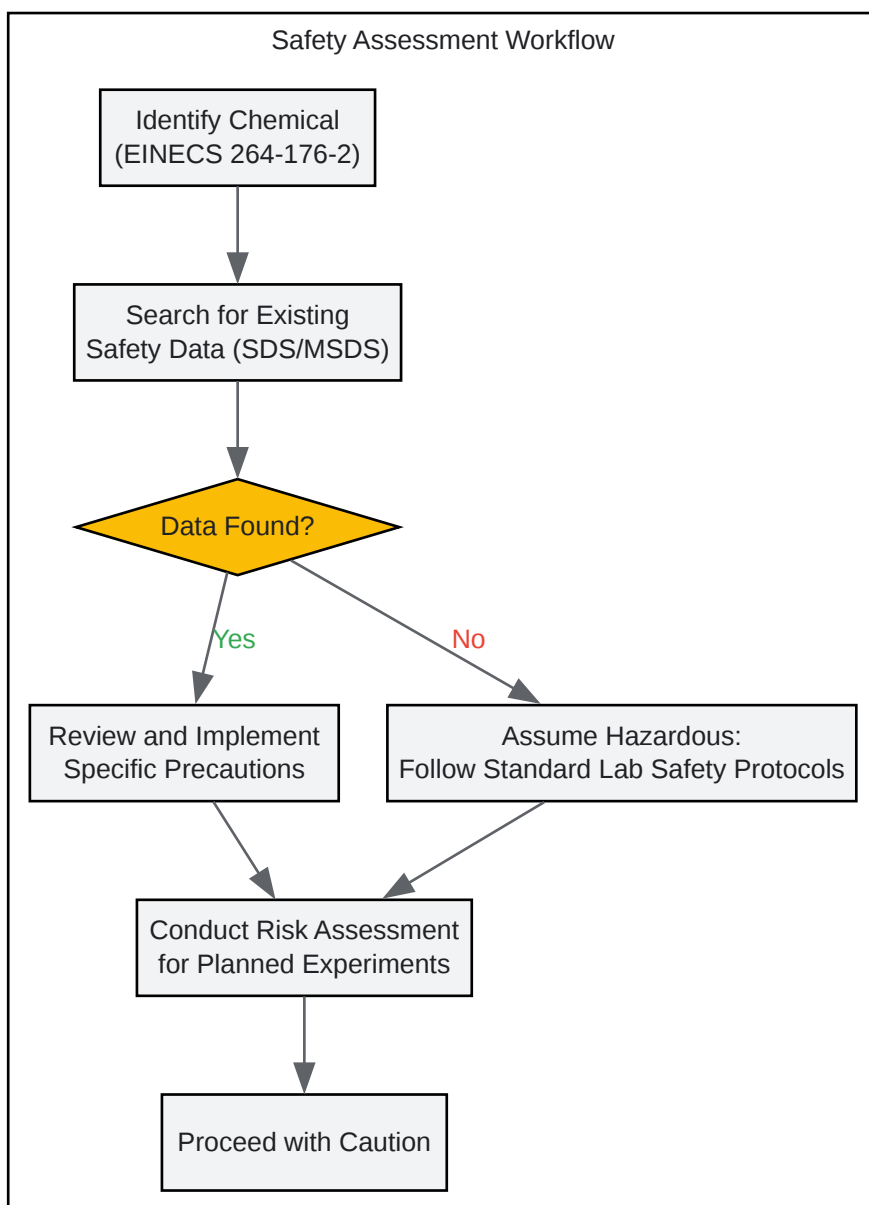 Safety Assessment Workflow
Identify Chemical
(EINECS 264-176-2)
Search for Existing
Safety Data (SDS/MSDS)
Data Found?
Yes
No
Review and Implement
Specific Precautions
Assume Hazardous:
Follow Standard Lab Safety Protocols
Conduct Risk Assessment
for Planned Experiments
Proceed with Caution